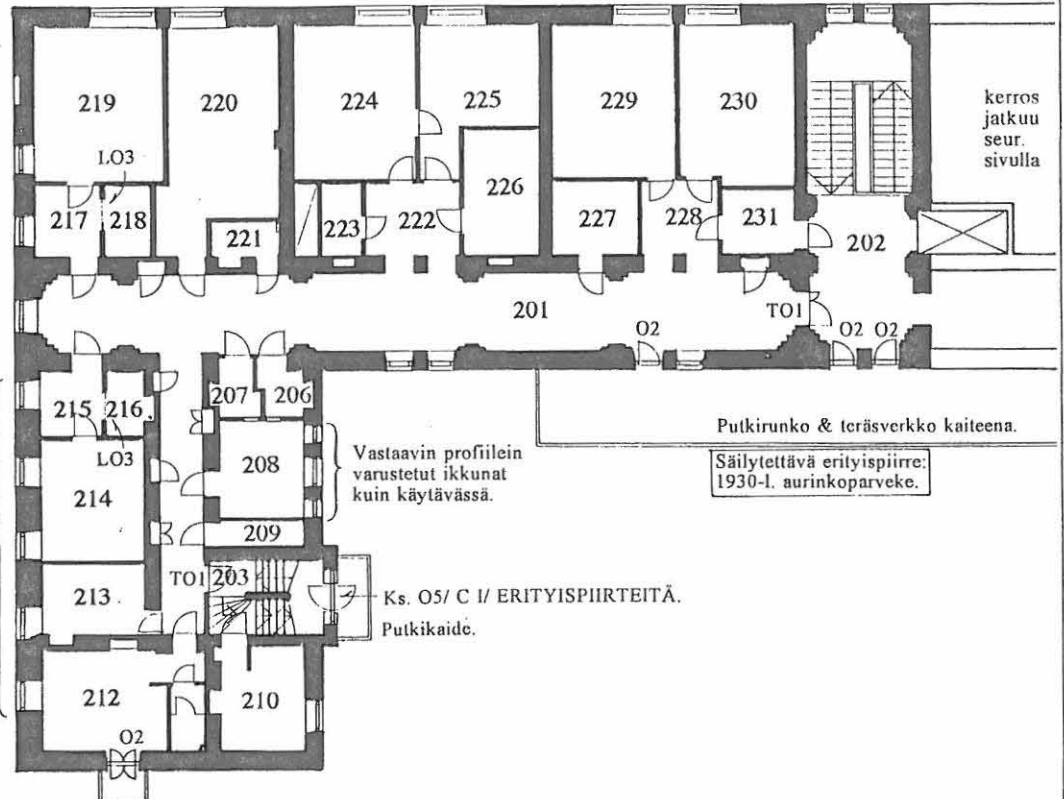 219
220
224
225
229
230
kerros
jatkuu
seur.
sivulla
LO3
217
218
221
223
222
226
227
228
231
202
201
TO1
O2
O2
O2
215
216
LO3
207
206
208
Vastaavin profiilein
varustetut ikkunat
kuin käytävässä.
Putkirunko & teräsverkko kaiteena.
Säilytettävä erityispiirre:
1930-l. aurinkoparveke.
214
209
213
TO1
203
Ks. O5/ C 1/ ERITYISPIIRTEITÄ.
Putkikaide.
212
210
O2